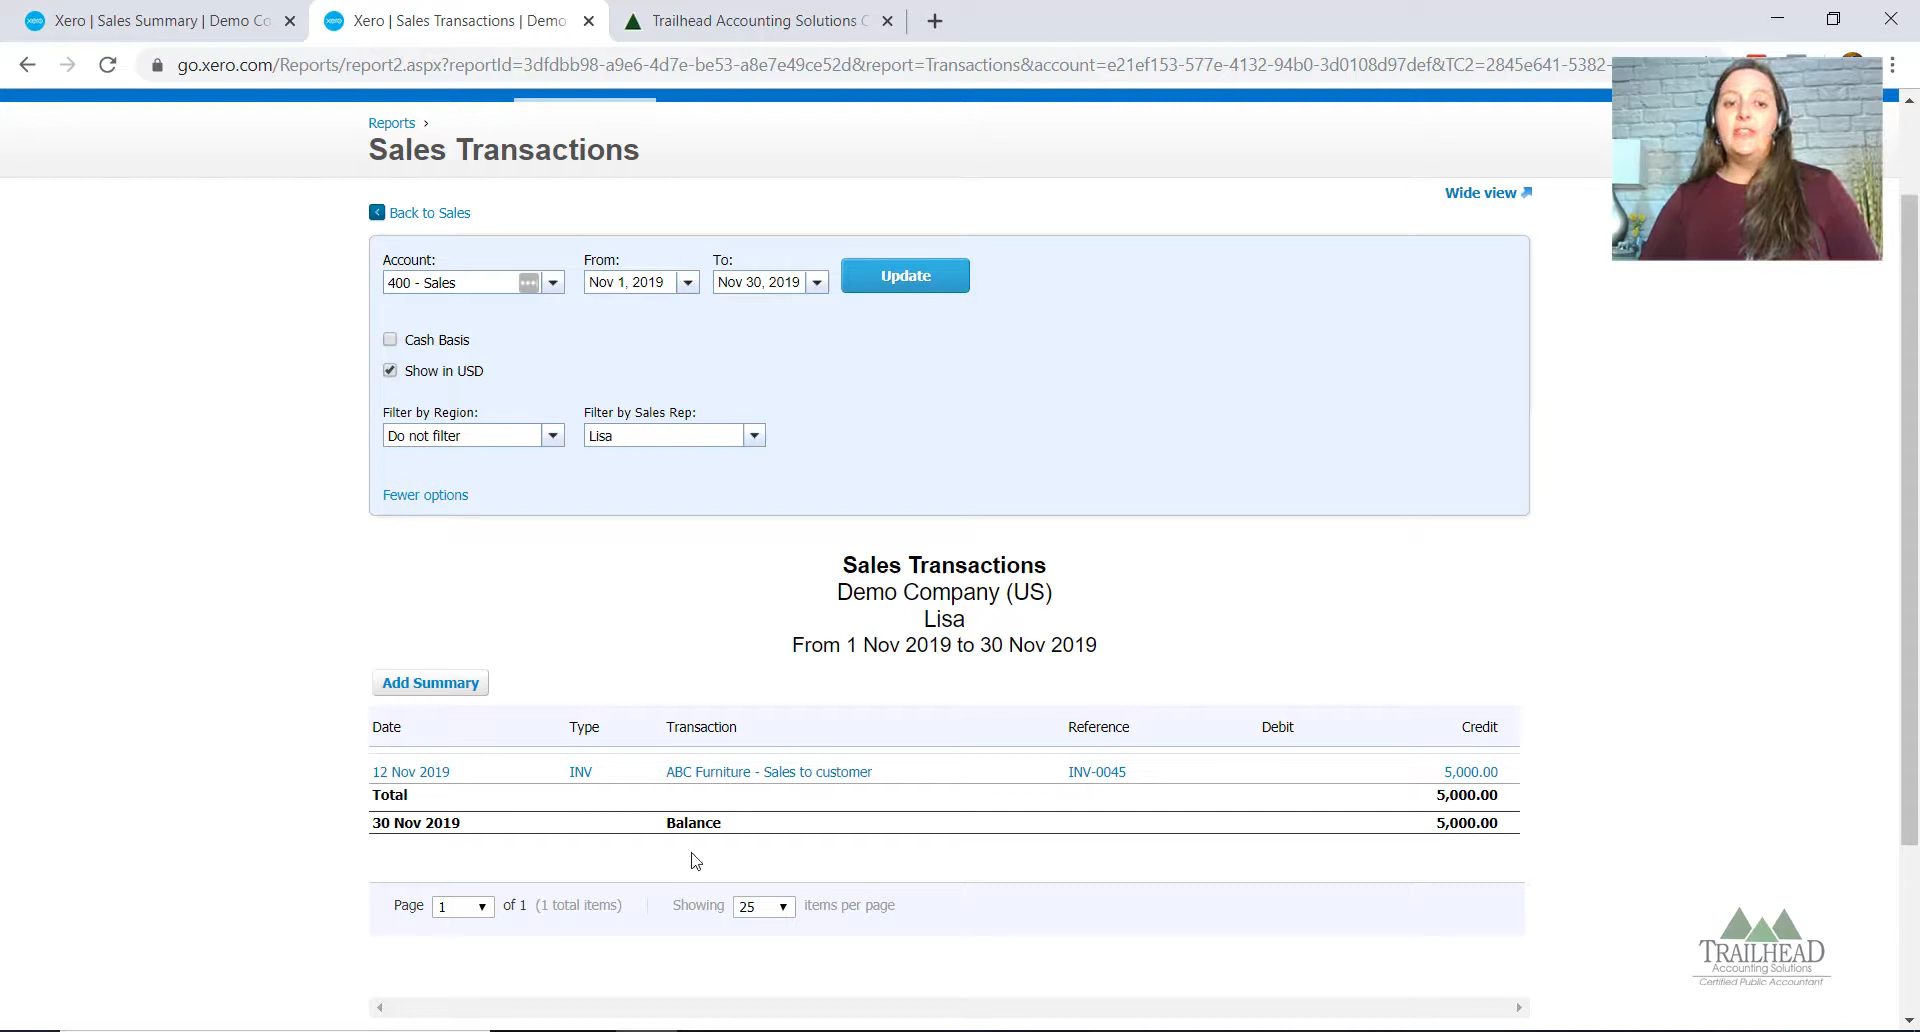 Xero | Sales Summary | Demo Co
Xero | Sales Transactions | Demo
Trailhead Accounting Solutions C
go.xero.com/Reports/report2.aspx?reportId=3dfdbb98-a9e6-4d7e-be53-a8e7e49ce52d&report=Transactions&account=e21ef153-577e-4132-94b0-3d0108d97def&TC2=2845e641-5382-
Reports ›
Sales Transactions
Wide view
Back to Sales
Account: From: To:
400 - Sales Nov 1, 2019 Nov 30, 2019 Update
Cash Basis
Show in USD
Filter by Region: Filter by Sales Rep:
Do not filter Lisa
Fewer options
Sales Transactions
Demo Company (US)
Lisa
From 1 Nov 2019 to 30 Nov 2019
Add Summary
Date Type Transaction Reference Debit Credit
12 Nov 2019 INV ABC Furniture - Sales to customer INV-0045 5,000.00
Total 5,000.00
30 Nov 2019 Balance 5,000.00
Page 1 of 1 (1 total items) Showing 25 items per page
TRAILHEAD
Accounting Solutions
Certified Public Accountant